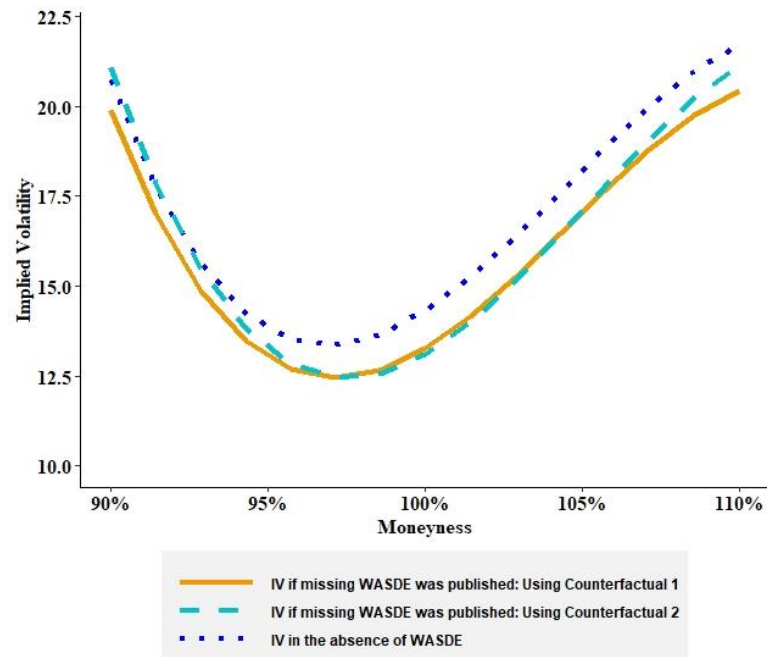 22.5
20.0
17.5
15.0
12.5
10.0
Implied Volatility
90%
95%
100%
105%
110%
Moneyness
IV if missing WASDE was published: Using Counterfactual 1
IV if missing WASDE was published: Using Counterfactual 2
IV in the absence of WASDE